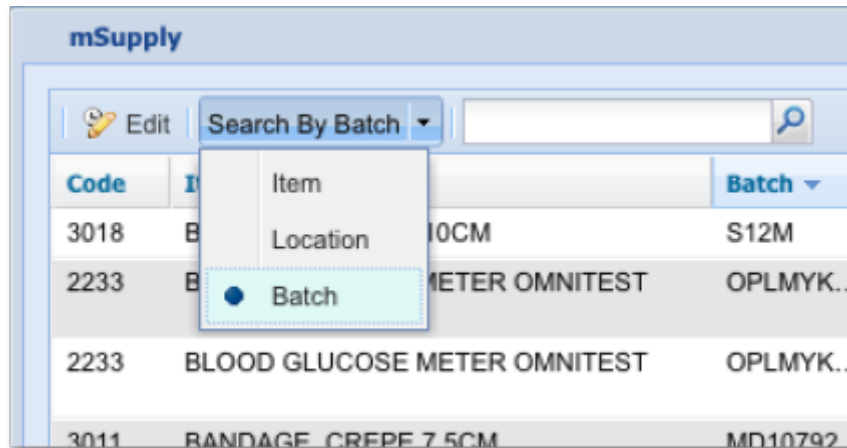 mSupply
Edit Search By Batch
Code Batch
Item
3018 10CM S12M
Location
2233 METER OMNITEST OPLMYK..
Batch
2233 BLOOD GLUCOSE METER OMNITEST OPLMYK..
3011 BANDAGE CREPE 7.5CM MD10792